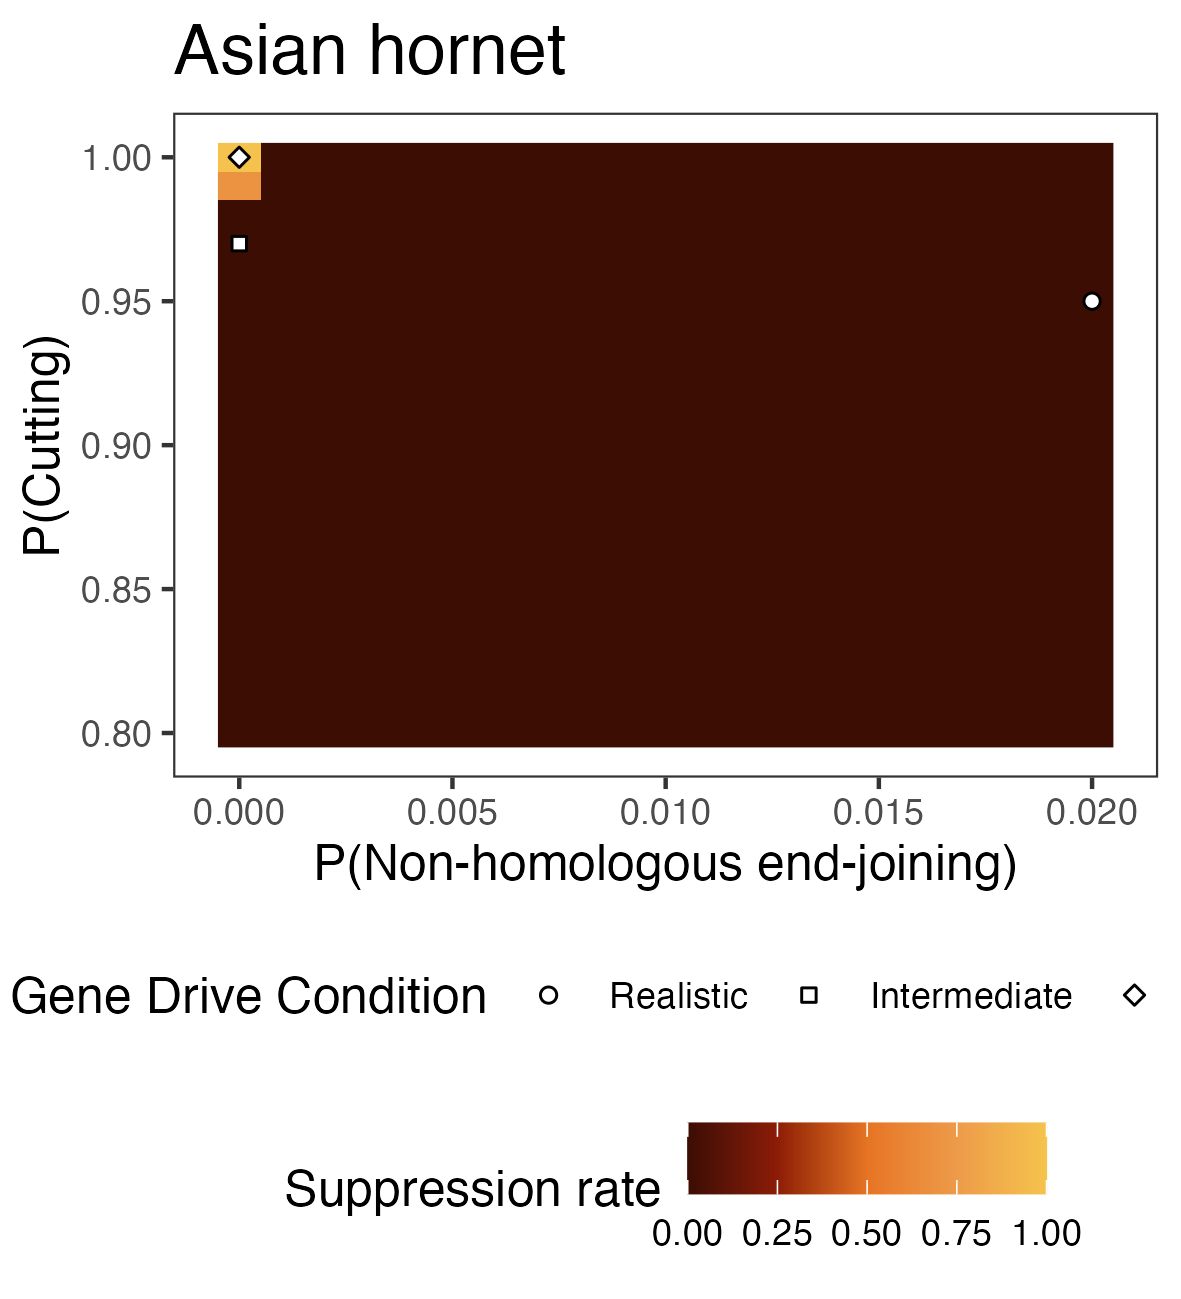 Asian hornet
P(Cutting)
1.00
0.95
0.90
0.85
0.80
0.000 0.005 0.010 0.015 0.020
P(Non-homologous end-joining)
Gene Drive Condition Realistic Intermediate
Suppression rate
0.00 0.25 0.50 0.75 1.00